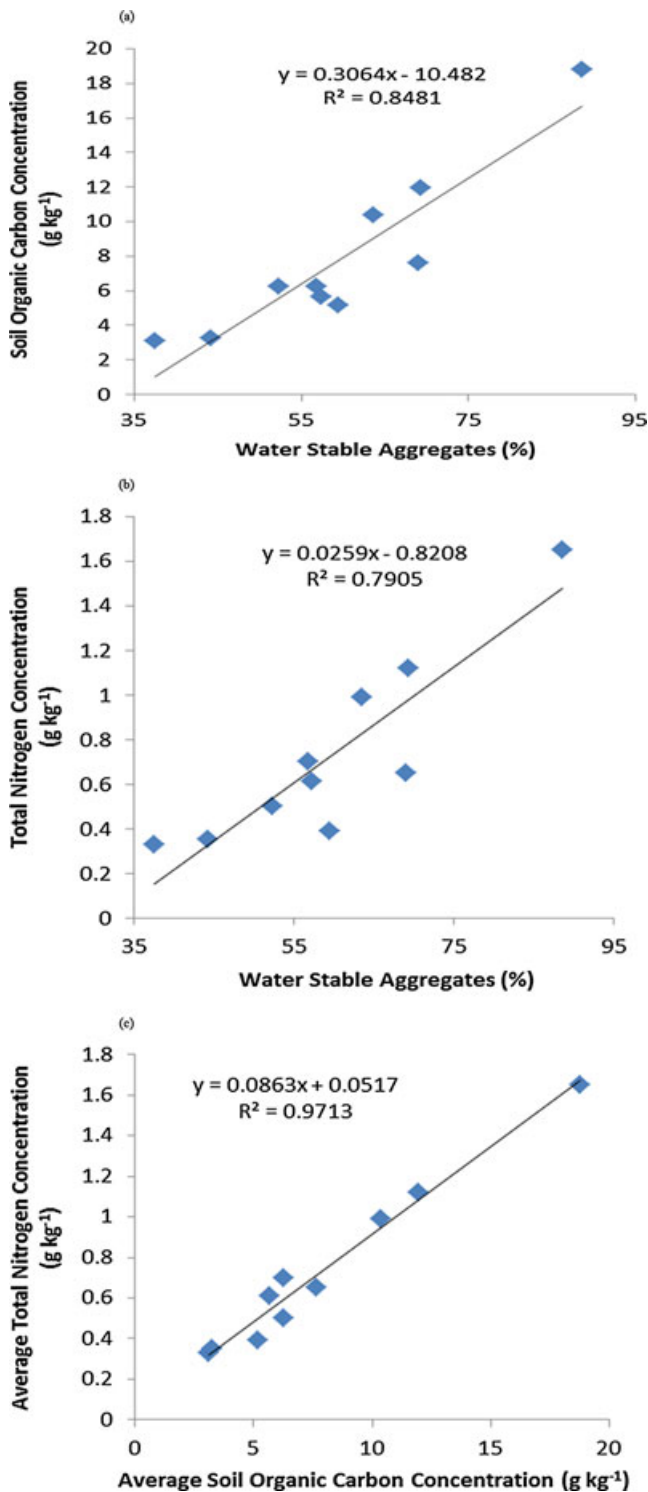 (a)
Soil Organic Carbon Concentration
(g kg⁻¹)
20
18
16
14
12
10
8
6
4
2
0
y = 0.3064x - 10.482
R² = 0.8481
35
55
75
95
Water Stable Aggregates (%)
(b)
Total Nitrogen Concentration
(g kg⁻¹)
1.8
1.6
1.4
1.2
1
0.8
0.6
0.4
0.2
0
y = 0.0259x - 0.8208
R² = 0.7905
35
55
75
95
Water Stable Aggregates (%)
(c)
Average Total Nitrogen Concentration
(g kg⁻¹)
1.8
1.6
1.4
1.2
1
0.8
0.6
0.4
0.2
0
y = 0.0863x + 0.0517
R² = 0.9713
0
5
10
15
20
Average Soil Organic Carbon Concentration (g kg⁻¹)